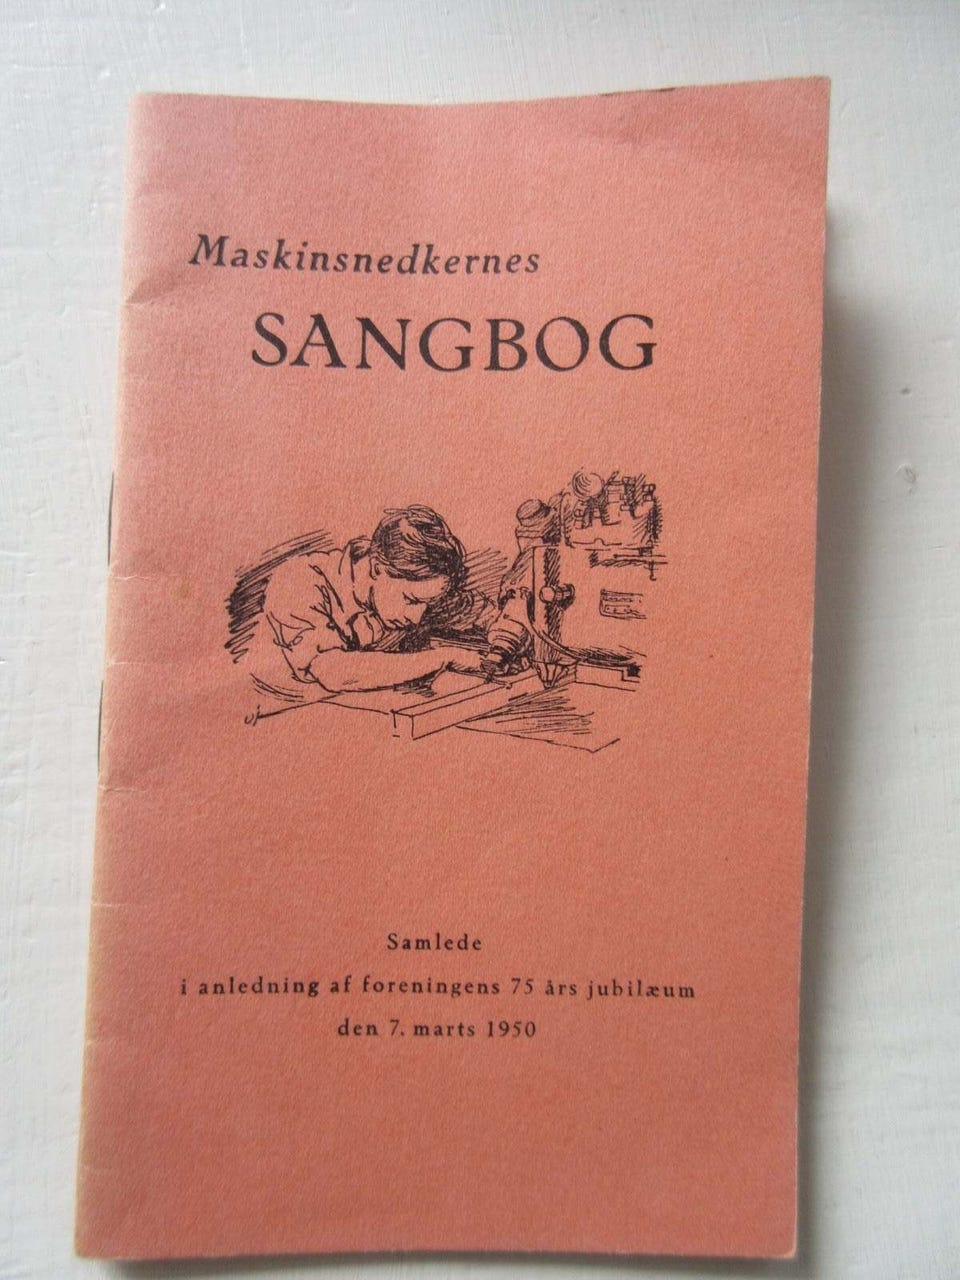 Maskinsnedkernes
SANGBOG
Samlede
i anledning af foreningens 75 års jubilæum
den 7. marts 1950